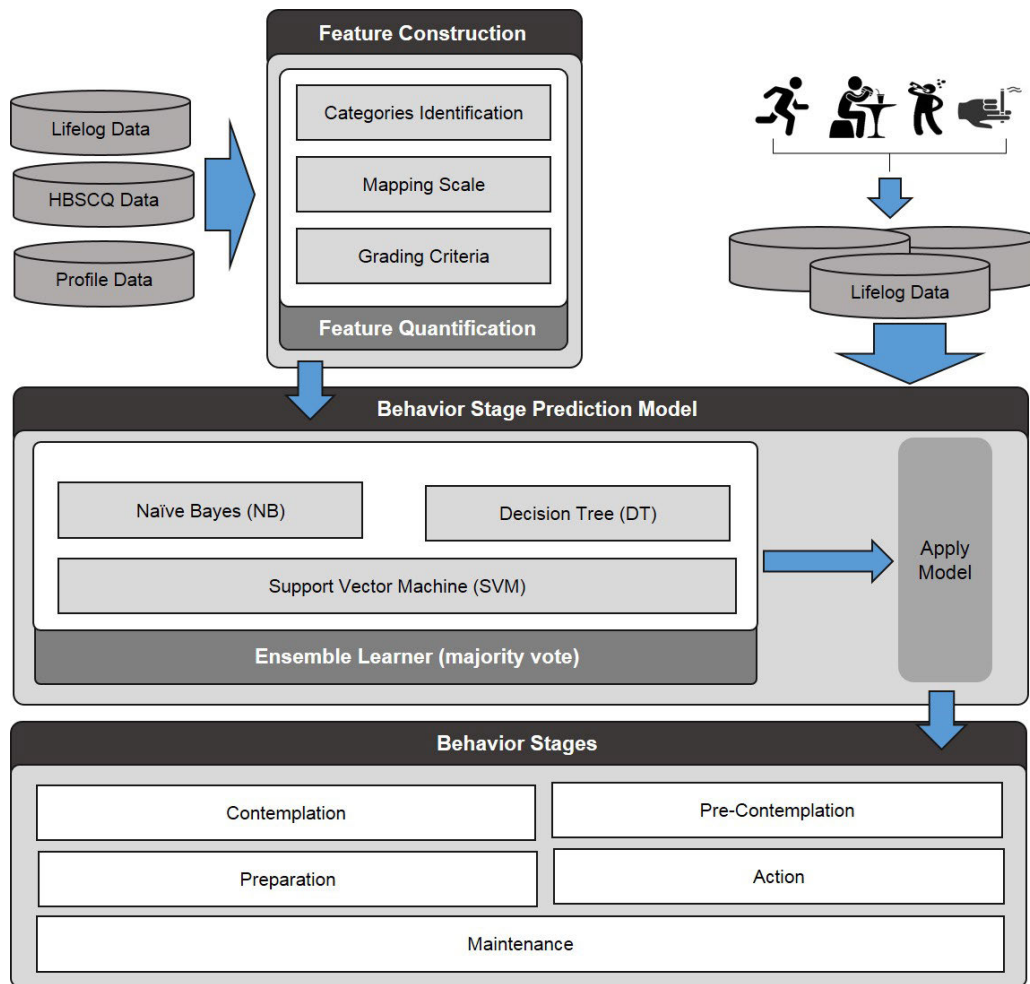 Feature Construction
Lifelog Data
HBSCQ Data
Profile Data
Categories Identification
Mapping Scale
Grading Criteria
Feature Quantification
Lifelog Data
Behavior Stage Prediction Model
Naïve Bayes (NB)
Decision Tree (DT)
Support Vector Machine (SVM)
Ensemble Learner (majority vote)
Apply
Model
Behavior Stages
Contemplation
Pre-Contemplation
Preparation
Action
Maintenance